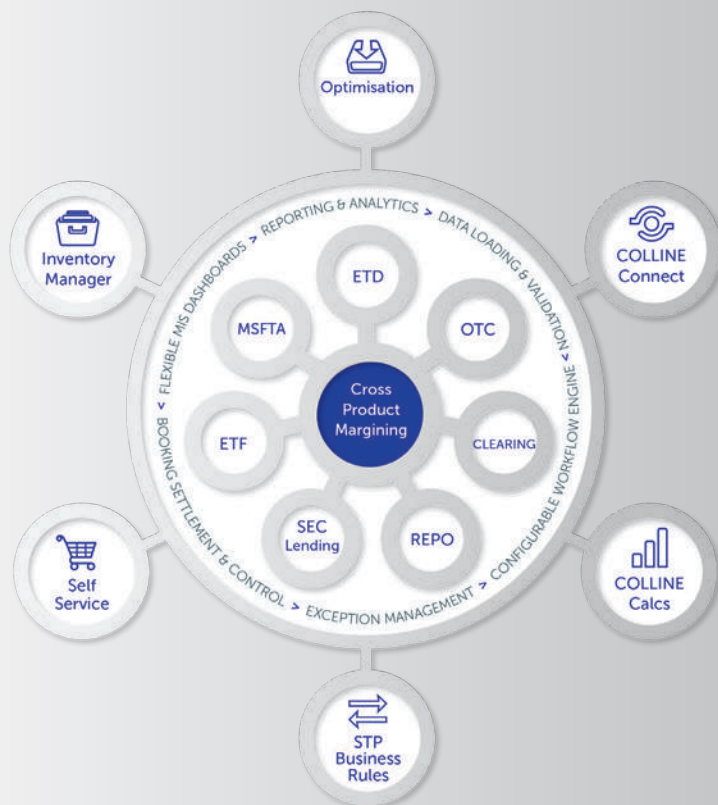 Optimisation
Inventory
Manager
COLLINE
Connect
FLEXIBLE MIS DASHBOARDS > REPORTING & ANALYTICS > DATA LOADING & VALIDATION >
CONFIGURABLE WORKFLOW ENGINE
< EXCEPTION MANAGEMENT >
BOOKING SETTLEMENT & CONTROL >
<
ETD
MSFTA
OTC
Cross
Product
Margining
ETF
CLEARING
SEC
Lending
REPO
Self
Service
COLLINE
Calcs
STP
Business
Rules